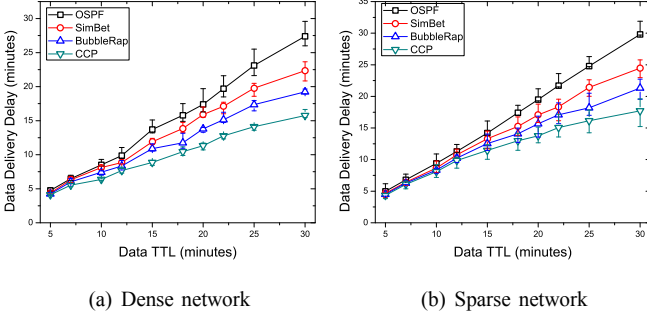 OSPF
SimBet
BubbleRap
CCP
30
25
20
15
10
5
0
5 10 15 20 25 30
Data Delivery Delay (minutes)
Data TTL (minutes)
(a) Dense network
OSPF
SimBet
BubbleRap
CCP
35
30
25
20
15
10
5
0
5 10 15 20 25 30
Data Delivery Delay (minutes)
Data TTL (minutes)
(b) Sparse network